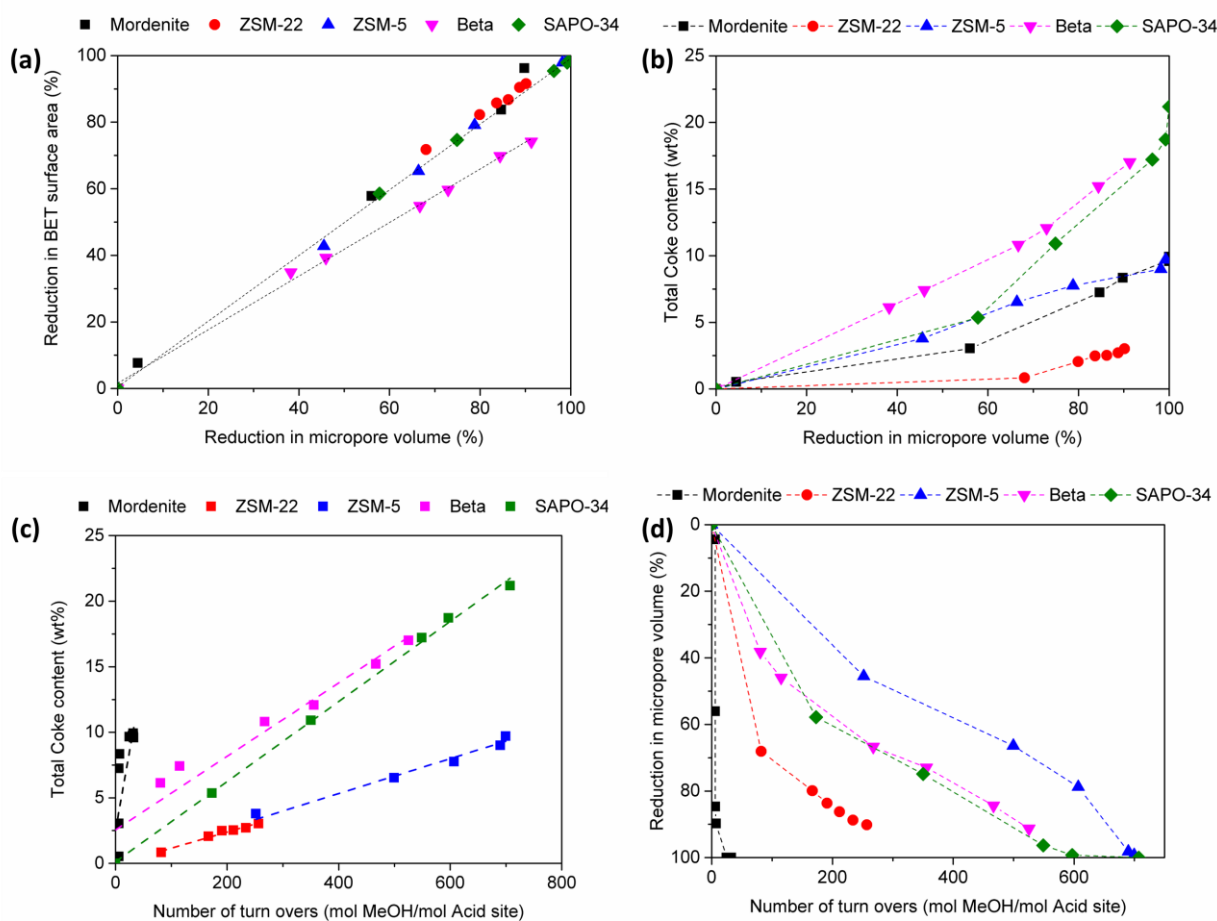 Mordenite ZSM-22 ZSM-5 Beta SAPO-34
(a)
Reduction in BET surface area (%)
100
80
60
40
20
0
0 20 40 60 80 100
Reduction in micropore volume (%)
Mordenite ZSM-22 ZSM-5 Beta SAPO-34
(b)
Total Coke content (wt%)
25
20
15
10
5
0
0 20 40 60 80 100
Reduction in micropore volume (%)
Mordenite ZSM-22 ZSM-5 Beta SAPO-34
(c)
Total Coke content (wt%)
25
20
15
10
5
0
0 200 400 600 800
Number of turn overs (mol MeOH/mol Acid site)
Mordenite ZSM-22 ZSM-5 Beta SAPO-34
(d)
Reduction in micropore volume (%)
0
20
40
60
80
100
0 200 400 600
Number of turn overs (mol MeOH/mol Acid site)